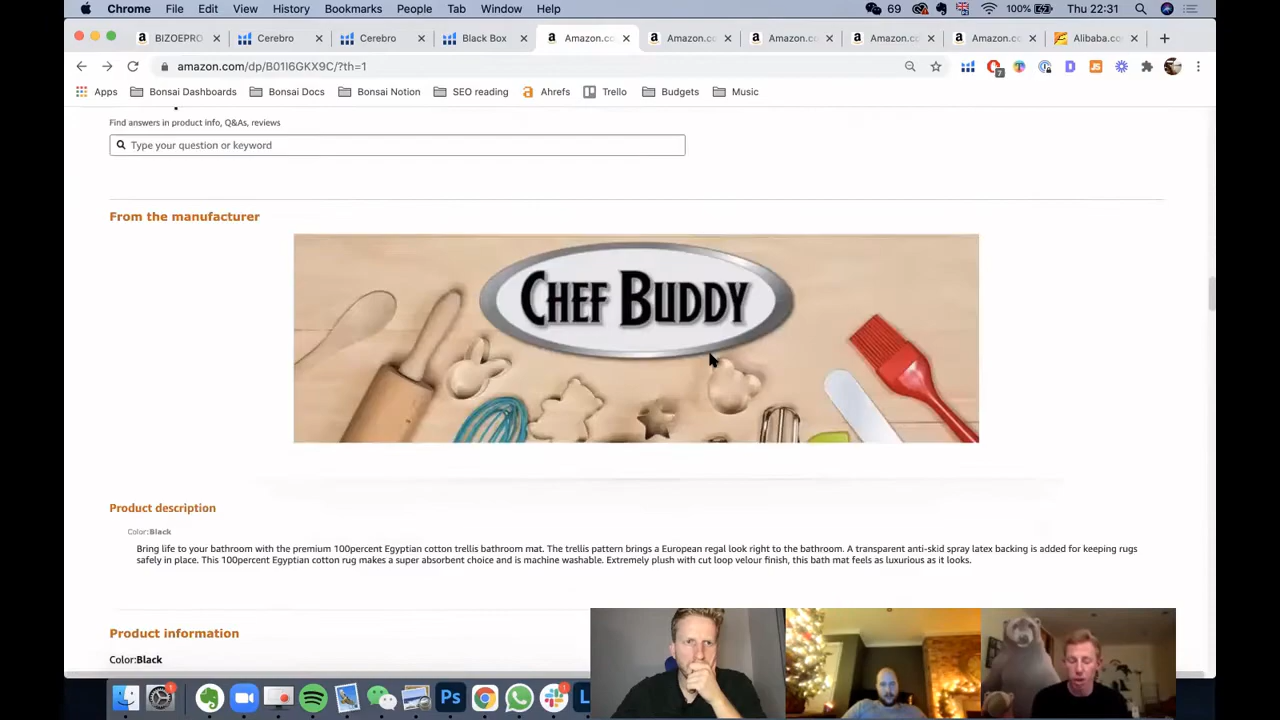 Chrome File Edit View History Bookmarks People Tab Window Help 69 100% Thu 22:31
BIZOEPRO Cerebro Cerebro Black Box Amazon.co Amazon.co Amazon.co Amazon.co Amazon.co Alibaba.co
amazon.com/dp/B01I6GKX9C/?th=1
Apps Bonsai Dashboards Bonsai Docs Bonsai Notion SEO reading Ahrefs Trello Budgets Music
Find answers in product info, Q&As, reviews
Type your question or keyword
From the manufacturer
CHEF BUDDY
Product description
Color:Black
Bring life to your bathroom with the premium 100percent Egyptian cotton trellis bathroom mat. The trellis pattern brings a European regal look right to the bathroom. A transparent anti-skid spray latex backing is added for keeping rugs
safely in place. This 100percent Egyptian cotton rug makes a super absorbent choice and is machine washable. Extremely plush with cut loop velour finish, this bath mat feels as luxurious as it looks.
Product information
Color:Black